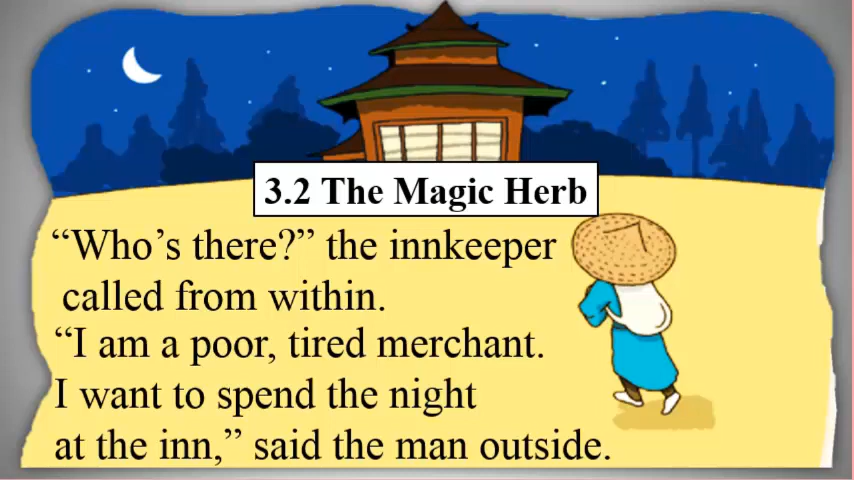 3.2 The Magic Herb
“Who’s there?” the innkeeper
called from within.
“I am a poor, tired merchant.
I want to spend the night
at the inn,” said the man outside.